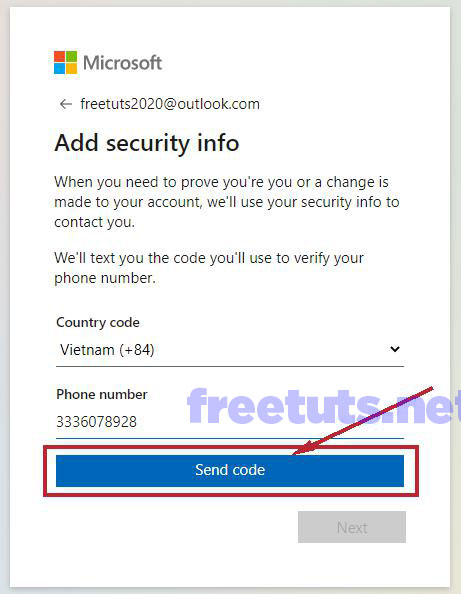 Microsoft
freetuts2020@outlook.com
Add security info
When you need to prove you're you or a change is
made to your account, we'll use your security info to
contact you.
We'll text you the code you'll use to verify your
phone number.
Country code
Vietnam (+84)
Phone number
freetuts.net
3336078928
Send code
Next